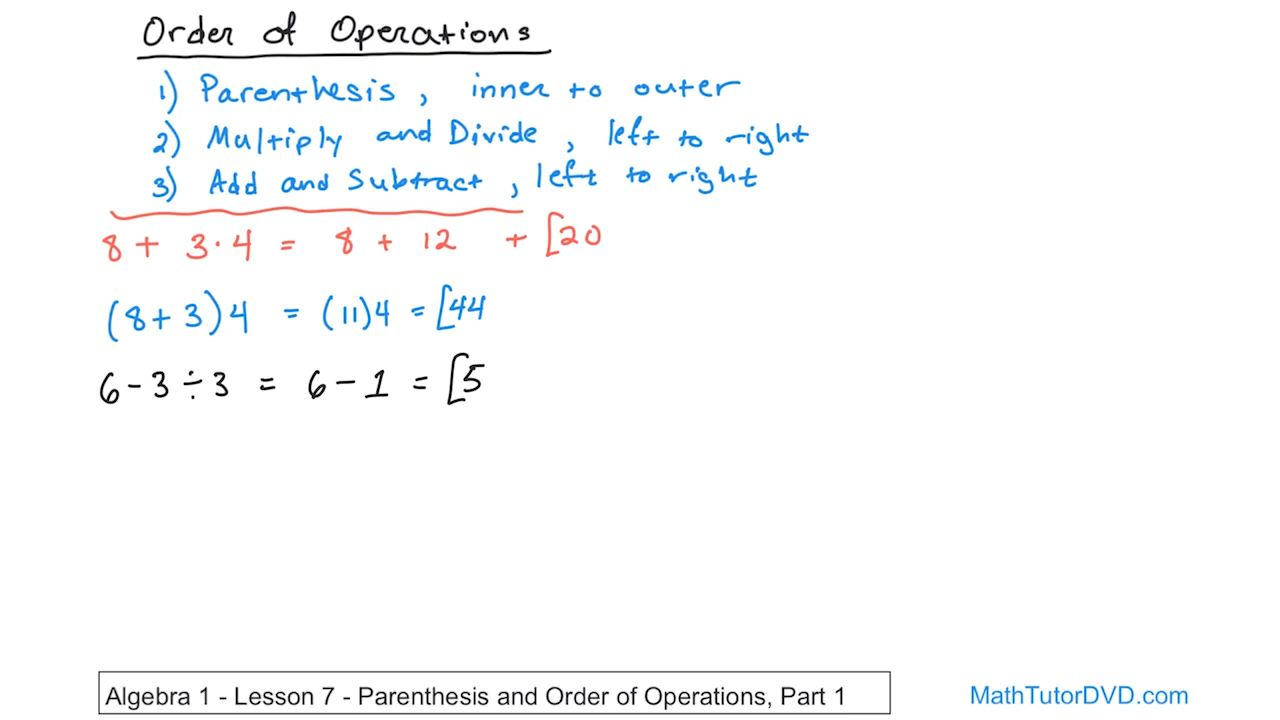 Order of Operations
1) Parenthesis, inner to outer
2) Multiply and Divide, left to right
3) Add and Subtract, left to right
8 + 3 · 4 = 8 + 12 + [20
(8 + 3)4 = (11)4 = [44
6 - 3 ÷ 3 = 6 - 1 = [5
Algebra 1 - Lesson 7 - Parenthesis and Order of Operations, Part 1
MathTutorDVD.com